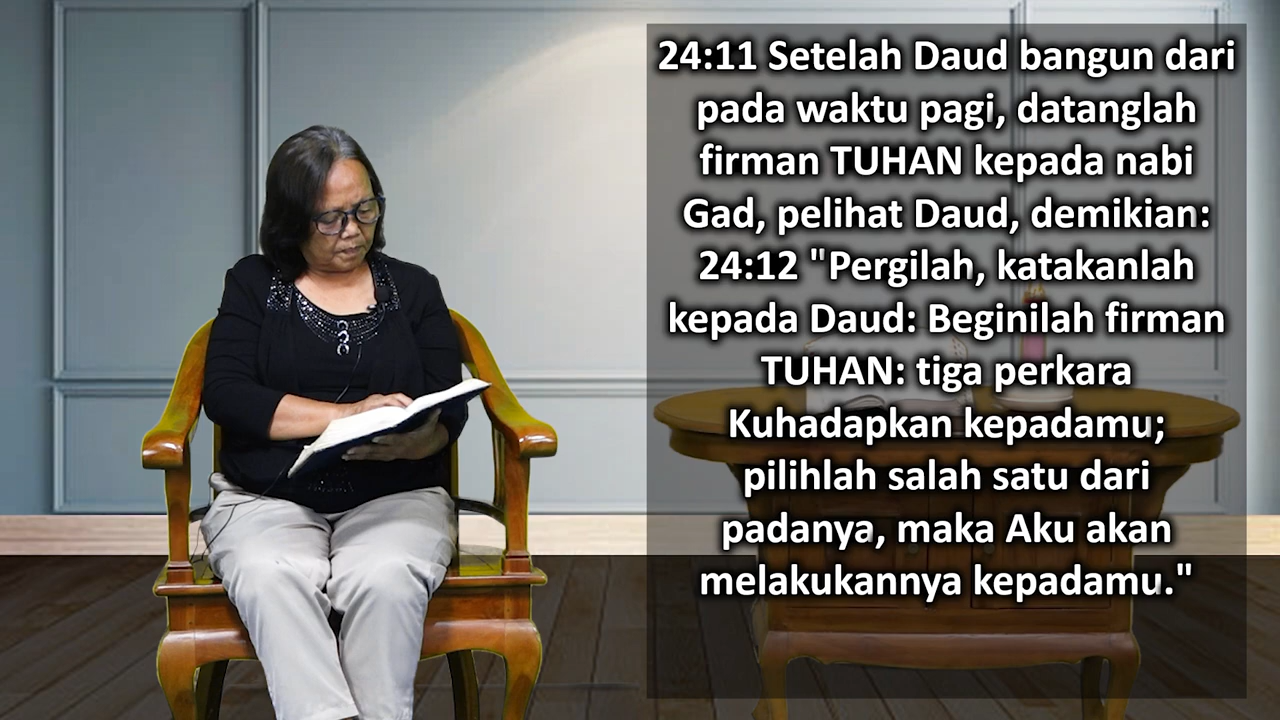 24:11 Setelah Daud bangun dari
pada waktu pagi, datanglah
firman TUHAN kepada nabi
Gad, pelihat Daud, demikian:
24:12 "Pergilah, katakanlah
kepada Daud: Beginilah firman
TUHAN: tiga perkara
Kuhadapkan kepadamu;
pilihlah salah satu dari
padanya, maka Aku akan
melakukannya kepadamu."